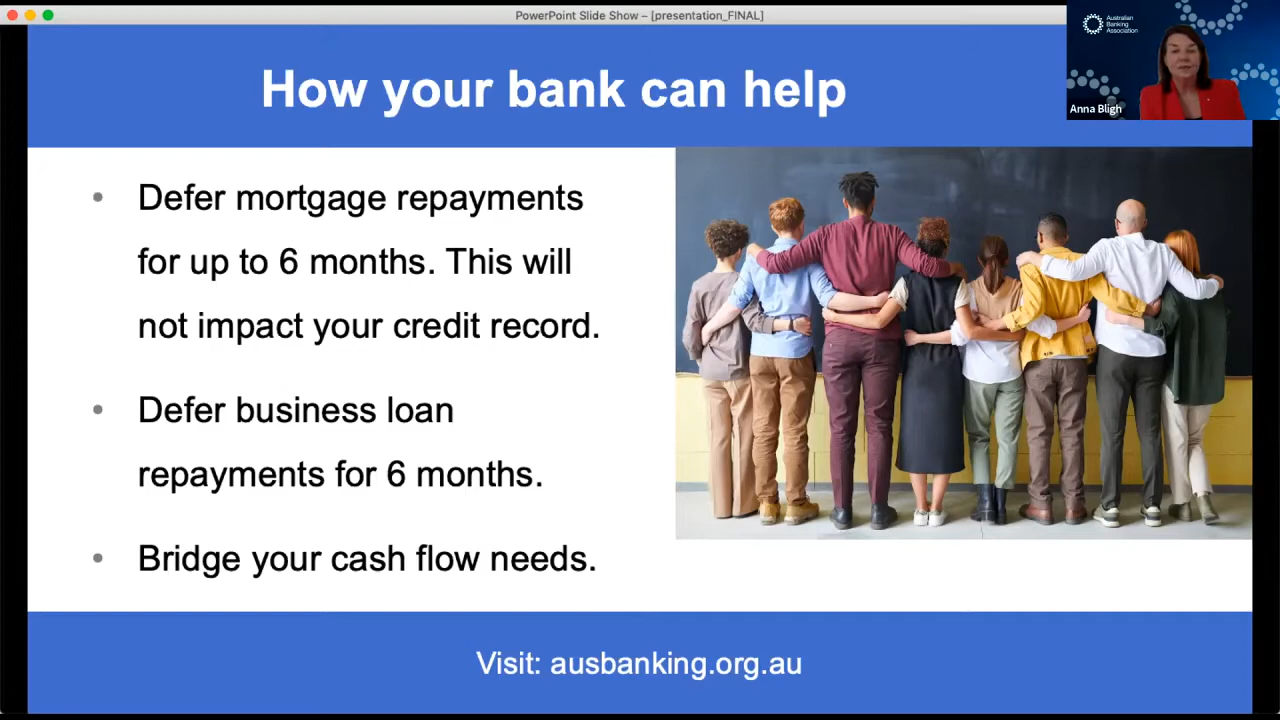 PowerPoint Slide Show – [presentation_FINAL]
Australian
Banking
Association
Anna Bligh
How your bank can help
• Defer mortgage repayments
for up to 6 months. This will
not impact your credit record.
• Defer business loan
repayments for 6 months.
• Bridge your cash flow needs.
Visit: ausbanking.org.au